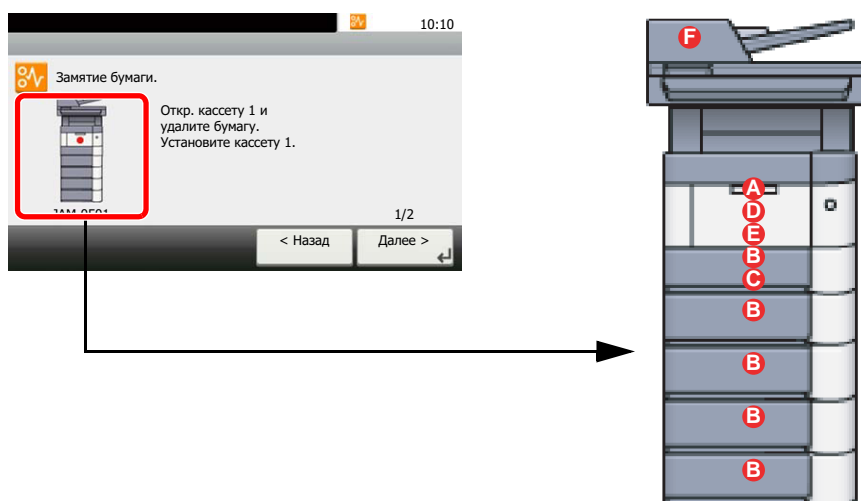 10:10
Замятие бумаги.
Откр. кассету 1 и
удалите бумагу.
Установите кассету 1.
1/2
< Назад
Далее >
F
A
D
E
B
C
B
B
B
B